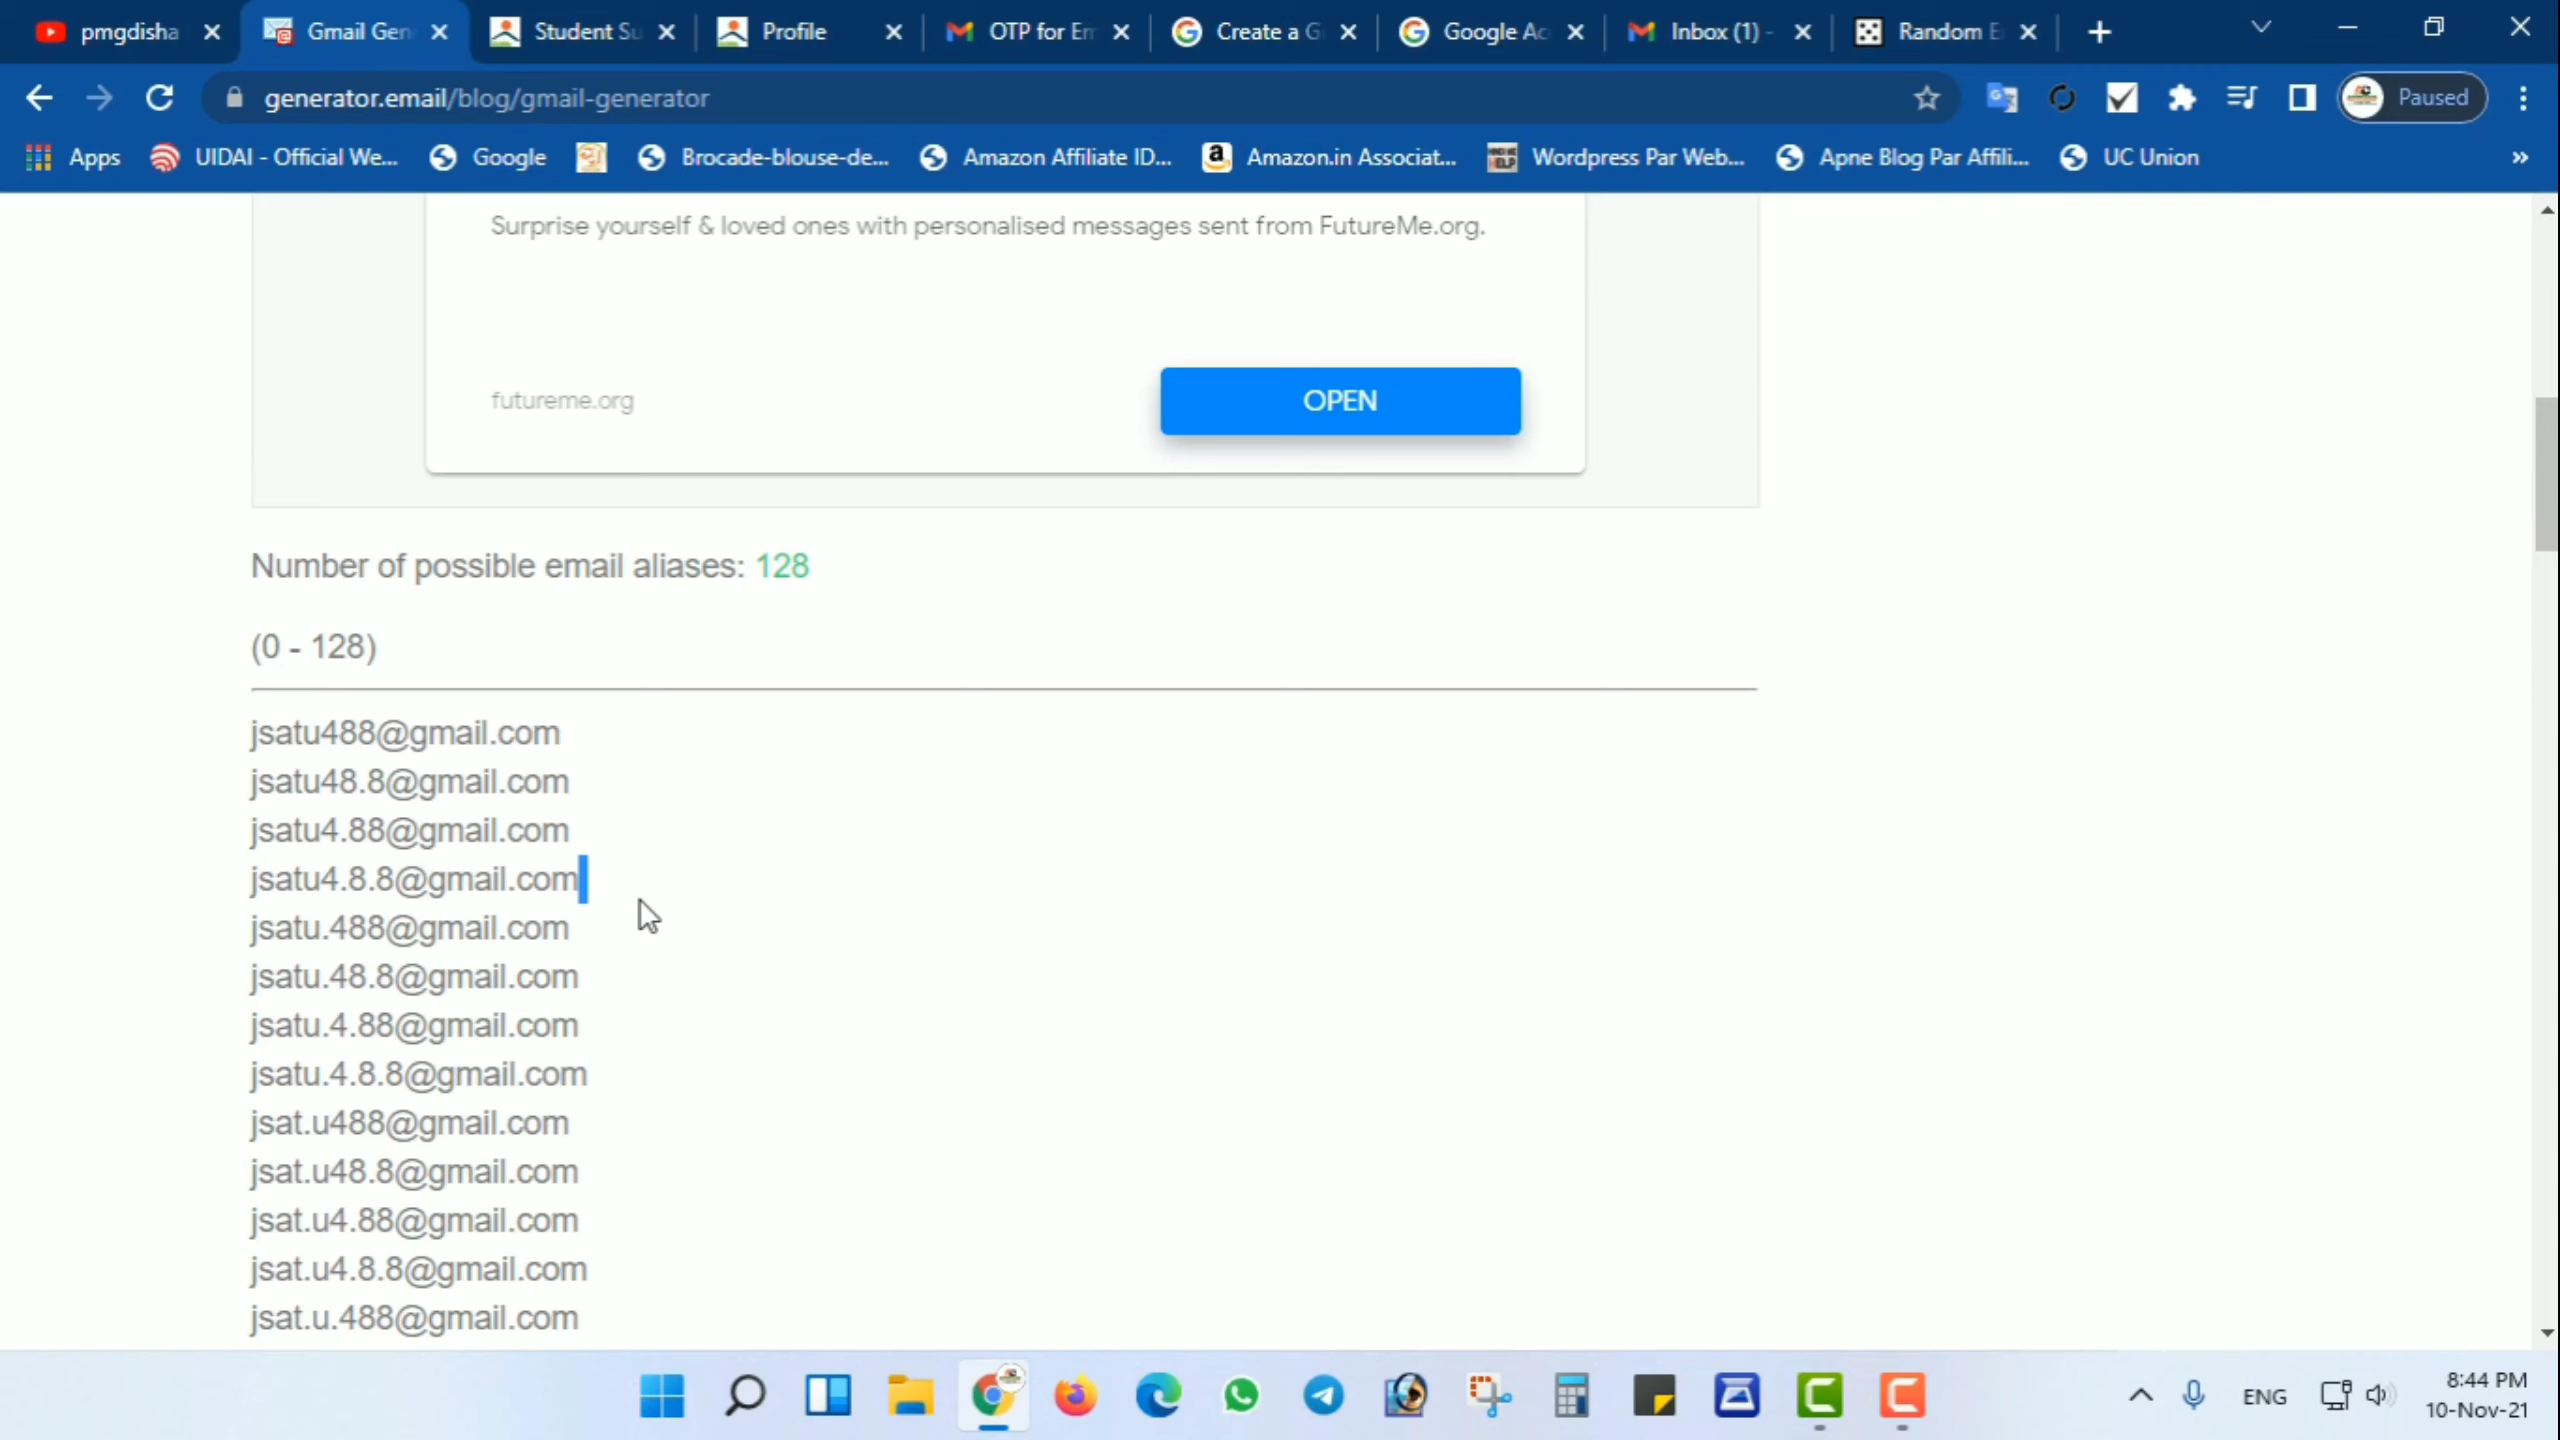 pmgdisha
Gmail Gen
Student Su
Profile
OTP for Em
Create a G
Google Ac
Inbox (1) -
Random E
generator.email/blog/gmail-generator
Paused
Apps
UIDAI - Official We...
Google
Brocade-blouse-de...
Amazon Affiliate ID...
Amazon.in Associat...
Wordpress Par Web...
Apne Blog Par Affili...
UC Union
»
Surprise yourself & loved ones with personalised messages sent from FutureMe.org.
futureme.org
OPEN
Number of possible email aliases: 128
(0 - 128)
jsatu488@gmail.com
jsatu48.8@gmail.com
jsatu4.88@gmail.com
jsatu4.8.8@gmail.com
jsatu.488@gmail.com
jsatu.48.8@gmail.com
jsatu.4.88@gmail.com
jsatu.4.8.8@gmail.com
jsat.u488@gmail.com
jsat.u48.8@gmail.com
jsat.u4.88@gmail.com
jsat.u4.8.8@gmail.com
jsat.u.488@gmail.com
ENG
8:44 PM
10-Nov-21